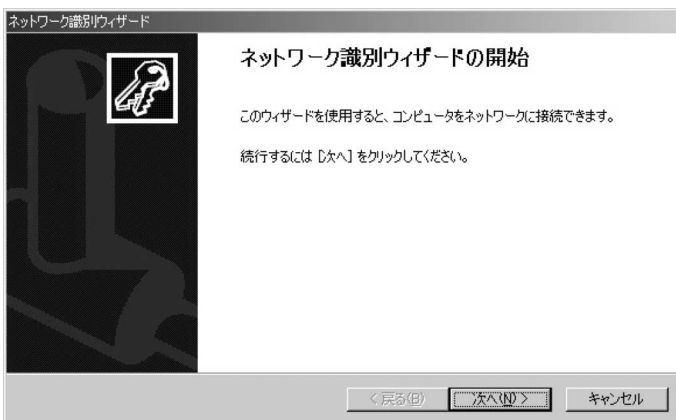 ネットワーク識別ウィザード
ネットワーク識別ウィザードの開始
このウィザードを使用すると、コンピュータをネットワークに接続できます。
続行するには [次へ] をクリックしてください。
< 戻る(B)
次へ(N) >
キャンセル